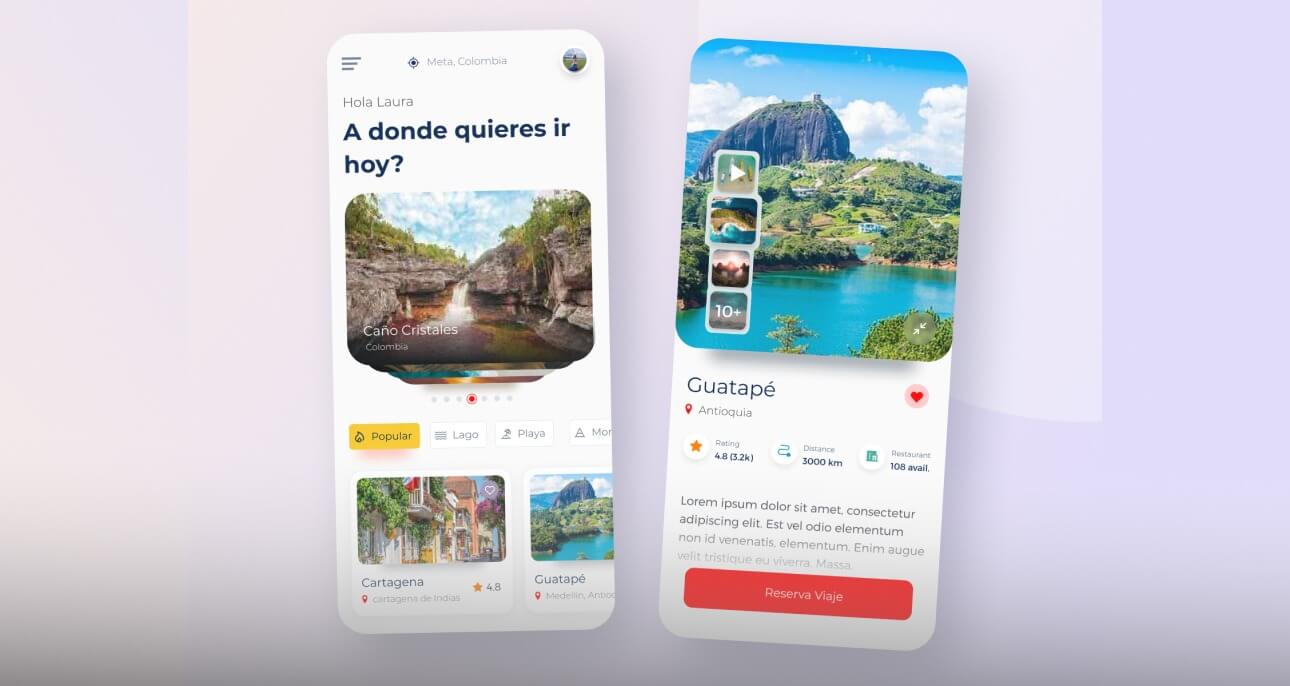 Meta, Colombia
Hola Laura
A donde quieres ir
hoy?
Caño Cristales
Colombia
Popular
Lago
Playa
Cartagena
4.8
cartagena de Indias
Guatapé
Medellin,
10+
Guatapé
Antioquia
Rating
4.8 (3.2k)
Distance
3000 km
Restaurant
108 avail.
Lorem ipsum dolor sit amet, consectetur
adipiscing elit. Est vel odio elementum
non id venenatis, elementum. Enim augue
velit tristique eu viverra. Massa.
Reserva Viaje